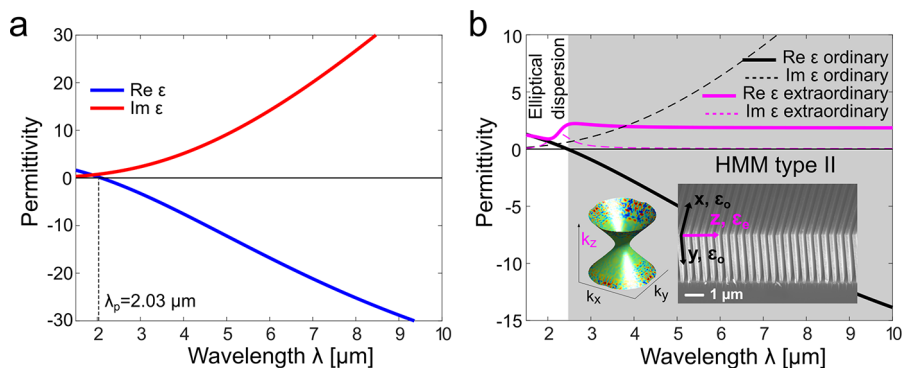 a
30
20
10
0
-10
-20
-30
Permittivity
Re ε
Im ε
λp=2.03 μm
2 3 4 5 6 7 8 9 10
Wavelength λ [μm]
b
10
5
0
-5
-10
-15
Permittivity
Elliptical
dispersion
Re ε ordinary
Im ε ordinary
Re ε extraordinary
Im ε extraordinary
HMM type II
kz
kx
ky
x, εo
z, εo
y, εo
1 μm
2 3 4 5 6 7 8 9 10
Wavelength λ [μm]